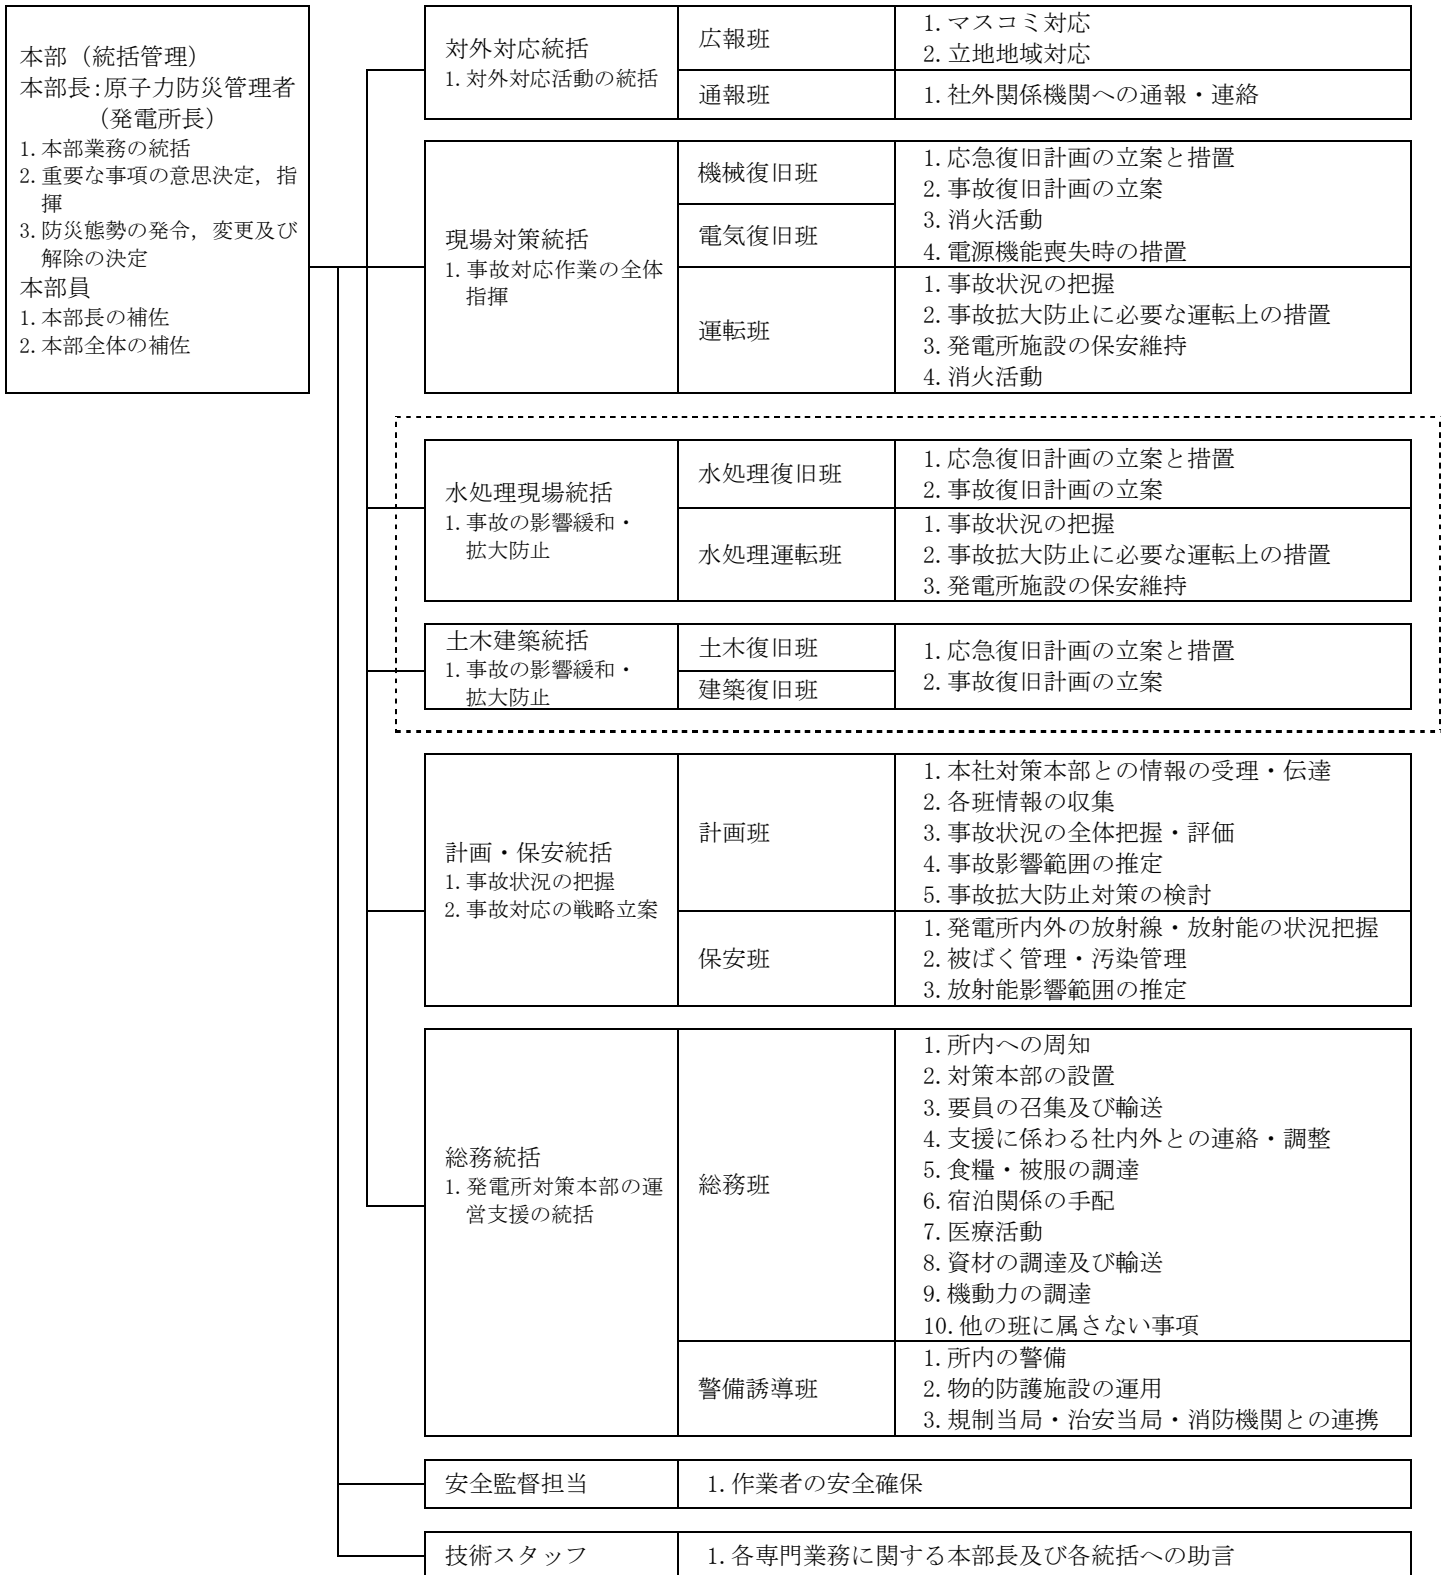 本部（統括管理）
本部長：原子力防災管理者
（発電所長）
1.本部業務の統括
2.重要な事項の意思決定，指
揮
3.防災態勢の発令，変更及び
解除の決定
本部員
1.本部長の補佐
2.本部全体の補佐
対外対応統括
1.対外対応活動の統括
広報班
1.マスコミ対応
2.立地地域対応
通報班
1.社外関係機関への通報・連絡
現場対策統括
1.事故対応作業の全体
指揮
機械復旧班
電気復旧班
1.応急復旧計画の立案と措置
2.事故復旧計画の立案
3.消火活動
4.電源機能喪失時の措置
運転班
1.事故状況の把握
2.事故拡大防止に必要な運転上の措置
3.発電所施設の保安維持
4.消火活動
水処理現場統括
1.事故の影響緩和・
拡大防止
水処理復旧班
1.応急復旧計画の立案と措置
2.事故復旧計画の立案
水処理運転班
1.事故状況の把握
2.事故拡大防止に必要な運転上の措置
3.発電所施設の保安維持
土木建築統括
1.事故の影響緩和・
拡大防止
土木復旧班
建築復旧班
1.応急復旧計画の立案と措置
2.事故復旧計画の立案
計画・保安統括
1.事故状況の把握
2.事故対応の戦略立案
計画班
1.本社対策本部との情報の受理・伝達
2.各班情報の収集
3.事故状況の全体把握・評価
4.事故影響範囲の推定
5.事故拡大防止対策の検討
保安班
1.発電所内外の放射線・放射能の状況把握
2.被ばく管理・汚染管理
3.放射能影響範囲の推定
総務統括
1.発電所対策本部の運
営支援の統括
総務班
1.所内への周知
2.対策本部の設置
3.要員の召集及び輸送
4.支援に係わる社内外との連絡・調整
5.食糧・被服の調達
6.宿泊関係の手配
7.医療活動
8.資材の調達及び輸送
9.機動力の調達
10.他の班に属さない事項
警備誘導班
1.所内の警備
2.物的防護施設の運用
3.規制当局・治安当局・消防機関との連携
安全監督担当
1.作業者の安全確保
技術スタッフ
1.各専門業務に関する本部長及び各統括への助言